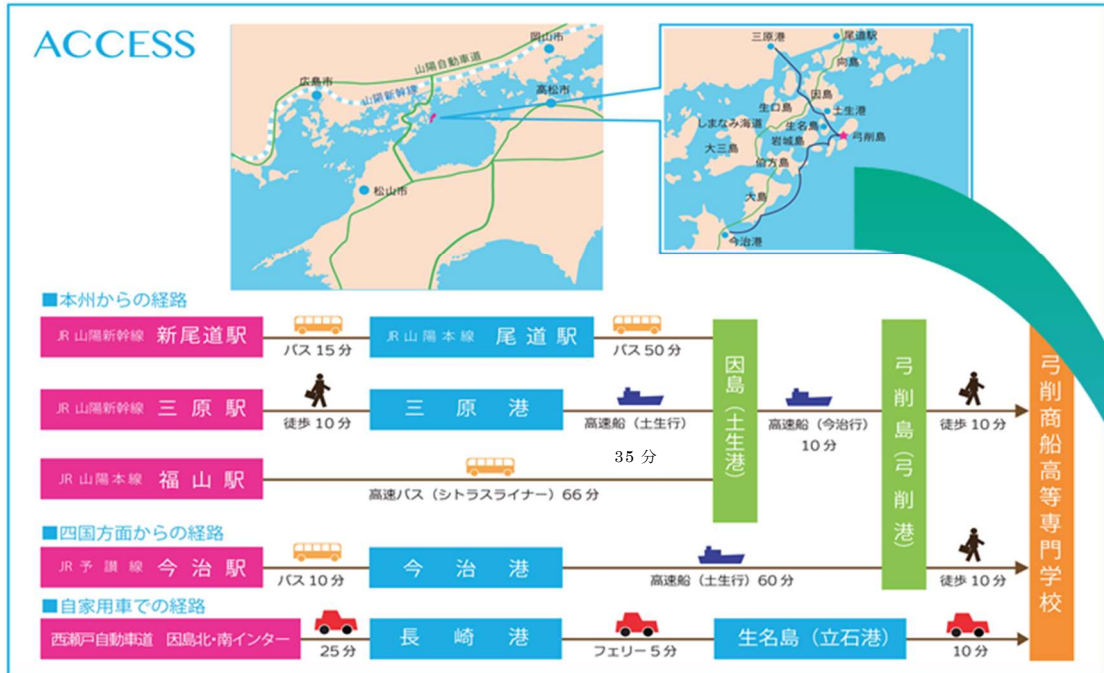 ACCESS
広島市
山陽自動車道
山陽新幹線
岡山市
高松市
松山市
三原港
尾道駅
向島
因島
生口島
土生港
しまなみ海道
生名島
弓削島
岩城島
大三島
伯方島
大島
今治港
■本州からの経路
JR 山陽新幹線 新尾道駅
バス 15 分
JR 山陽本線 尾道駅
バス 50 分
JR 山陽新幹線 三原駅
徒歩 10 分
三原港
高速船（土生行）
35 分
因島（土生港）
高速船（今治行）
10 分
弓削島（弓削港）
徒歩 10 分
弓削商船高等専門学校
JR 山陽本線 福山駅
高速バス（シトラスライナー）66 分
■四国方面からの経路
JR 予讃線 今治駅
バス 10 分
今治港
高速船（土生行）60 分
徒歩 10 分
■自家用車での経路
西瀬戸自動車道 因島北・南インター
25 分
長崎港
フェリー 5 分
生名島（立石港）
10 分